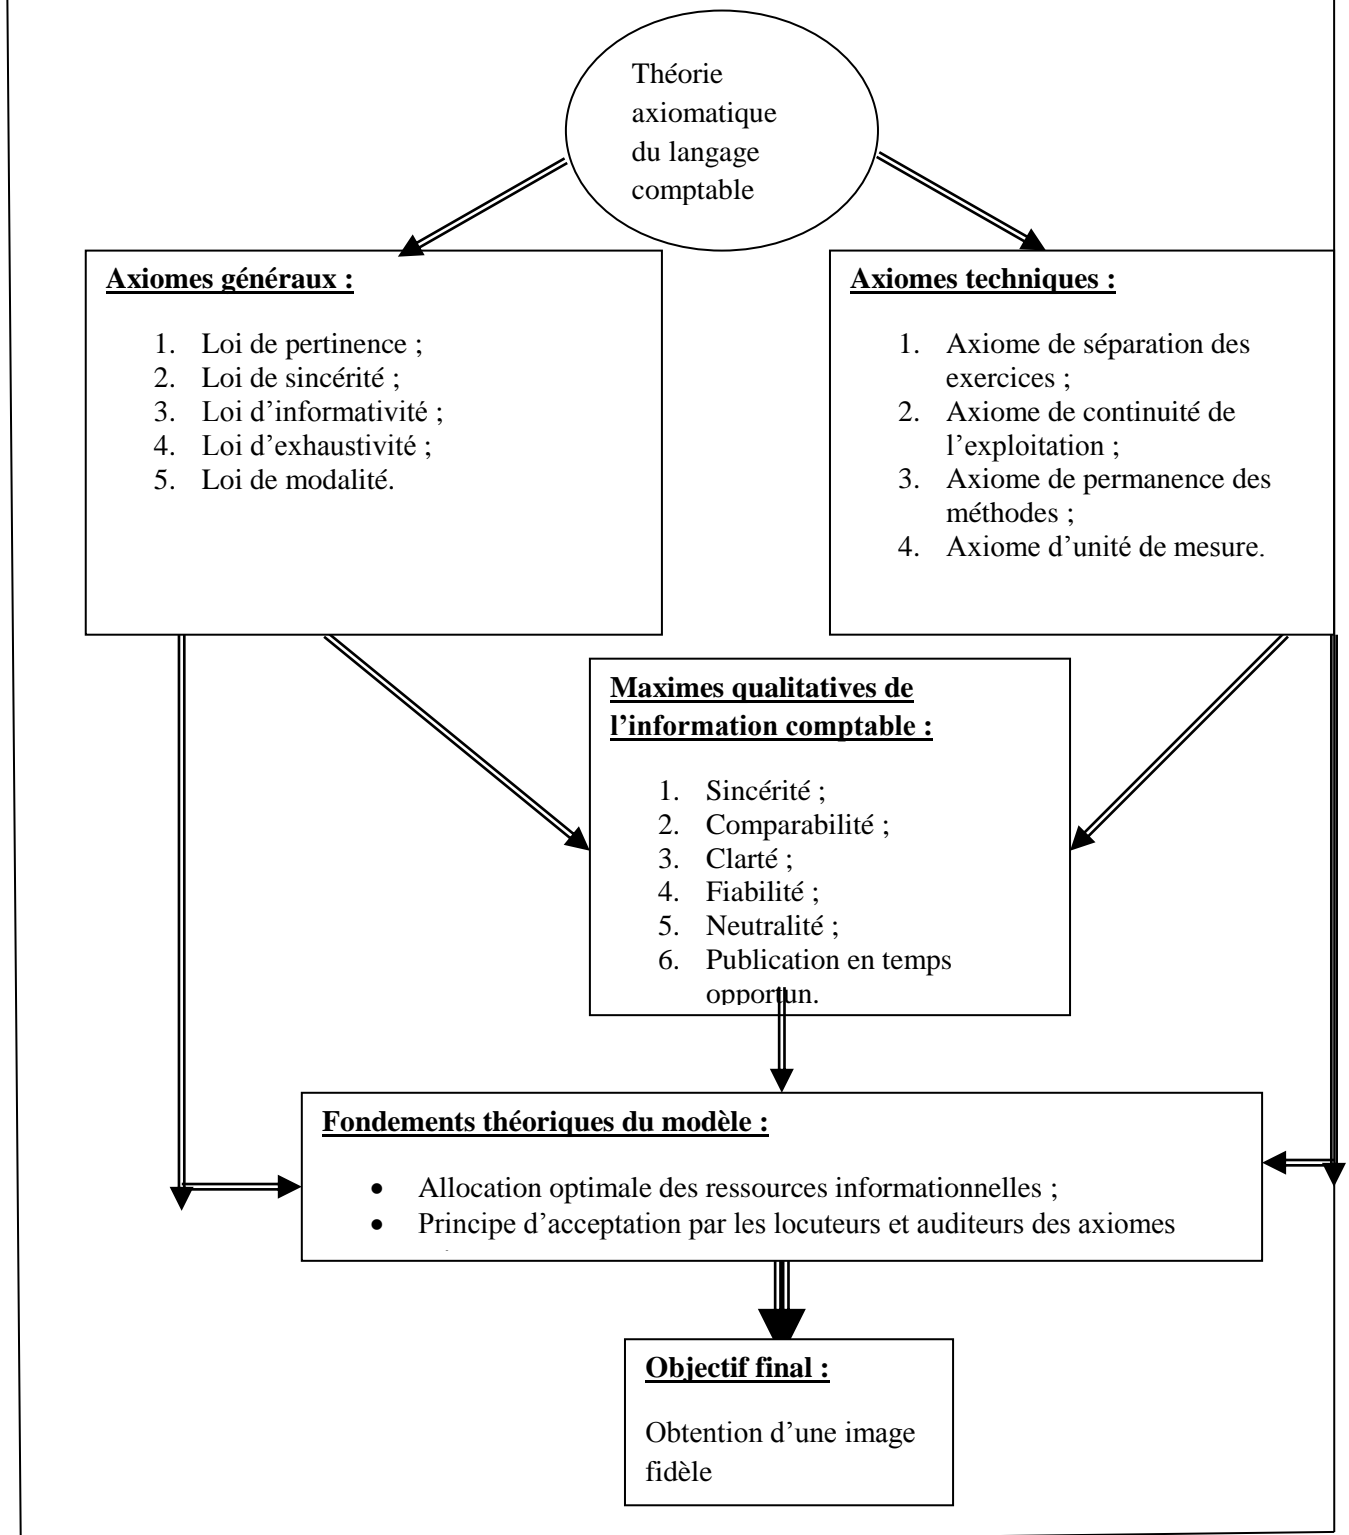 Théorie
axiomatique
du langage
comptable
Axiomes généraux :
1. Loi de pertinence ;
2. Loi de sincérité ;
3. Loi d’informativité ;
4. Loi d’exhaustivité ;
5. Loi de modalité.
Axiomes techniques :
1. Axiome de séparation des
exercices ;
2. Axiome de continuité de
l’exploitation ;
3. Axiome de permanence des
méthodes ;
4. Axiome d’unité de mesure.
Maximes qualitatives de
l’information comptable :
1. Sincérité ;
2. Comparabilité ;
3. Clarté ;
4. Fiabilité ;
5. Neutralité ;
6. Publication en temps
opportun.
Fondements théoriques du modèle :
• Allocation optimale des ressources informationnelles ;
• Principe d’acceptation par les locuteurs et auditeurs des axiomes
Objectif final :
Obtention d’une image
fidèle